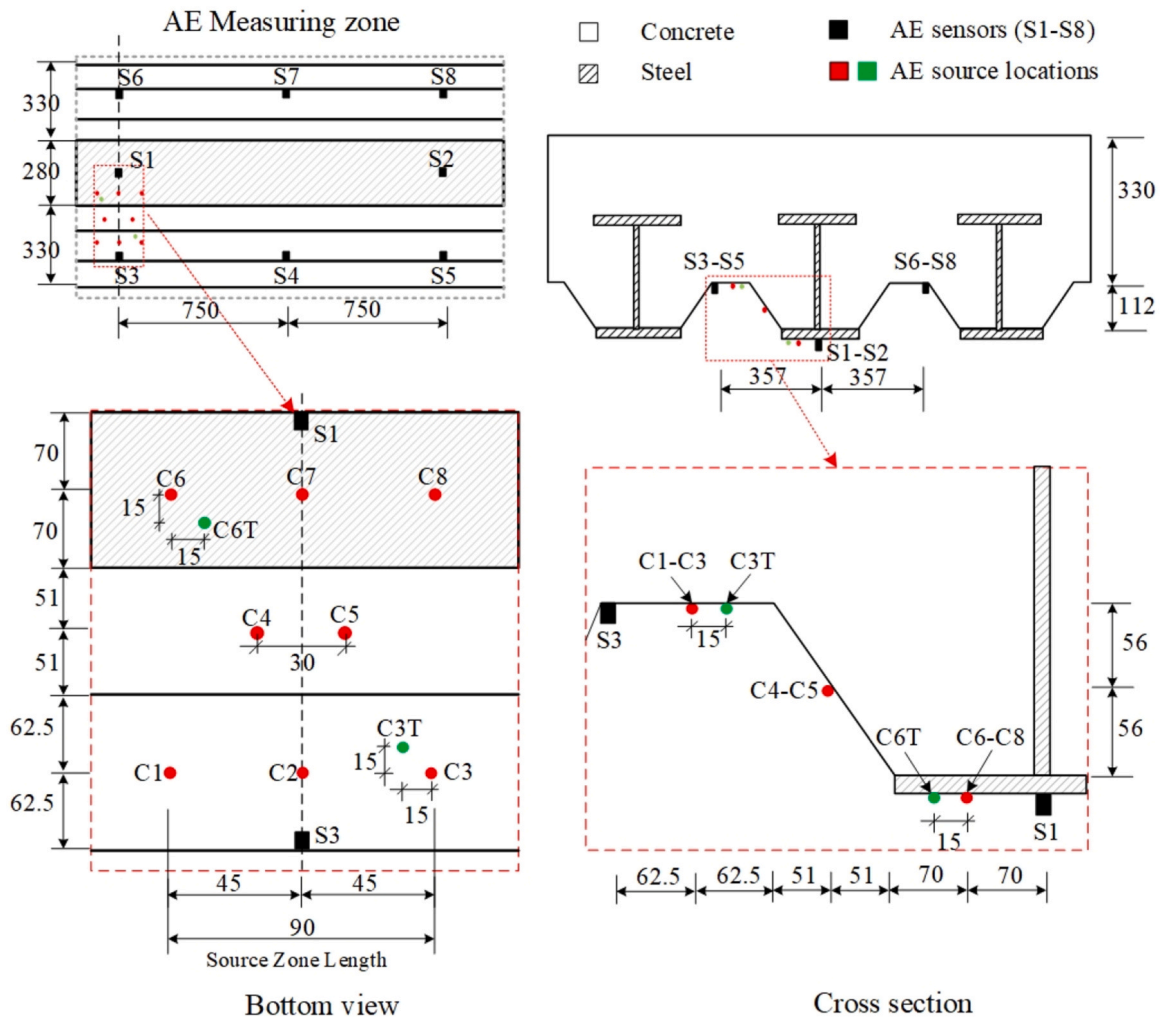 AE Measuring zone
Concrete
AE sensors (S1-S8)
Steel
AE source locations
S6
S7
S8
330
280
330
S1
S2
S3
S4
S5
750
750
S3-S5
S6-S8
S1-S2
330
112
357
357
70
70
51
51
62.5
62.5
S1
C6
C7
C8
15
C6T
15
C4
C5
30
C3T
15
C1
C2
C3
15
S3
45
45
90
Source Zone Length
Bottom view
C1-C3
C3T
S3
15
C4-C5
56
56
C6T
C6-C8
S1
15
62.5
62.5
51
51
70
70
Cross section